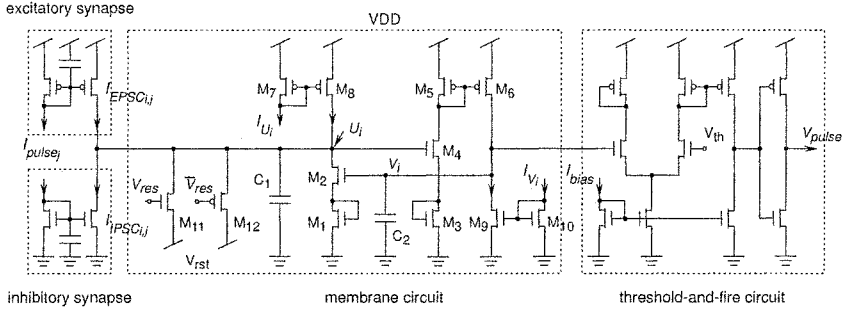 excitatory synapse
VDD
I_EPSCi,j
M7
M8
M5
M6
I_Ui
U_i
I_pulsej
M4
V_th
V_pulse
V_i
M2
V_res
V̅_res
C1
I_Vi
I_bias
I_IPSCi,j
M11
M12
M1
C2
M3
M9
M10
V_rst
inhibitory synapse
membrane circuit
threshold-and-fire circuit